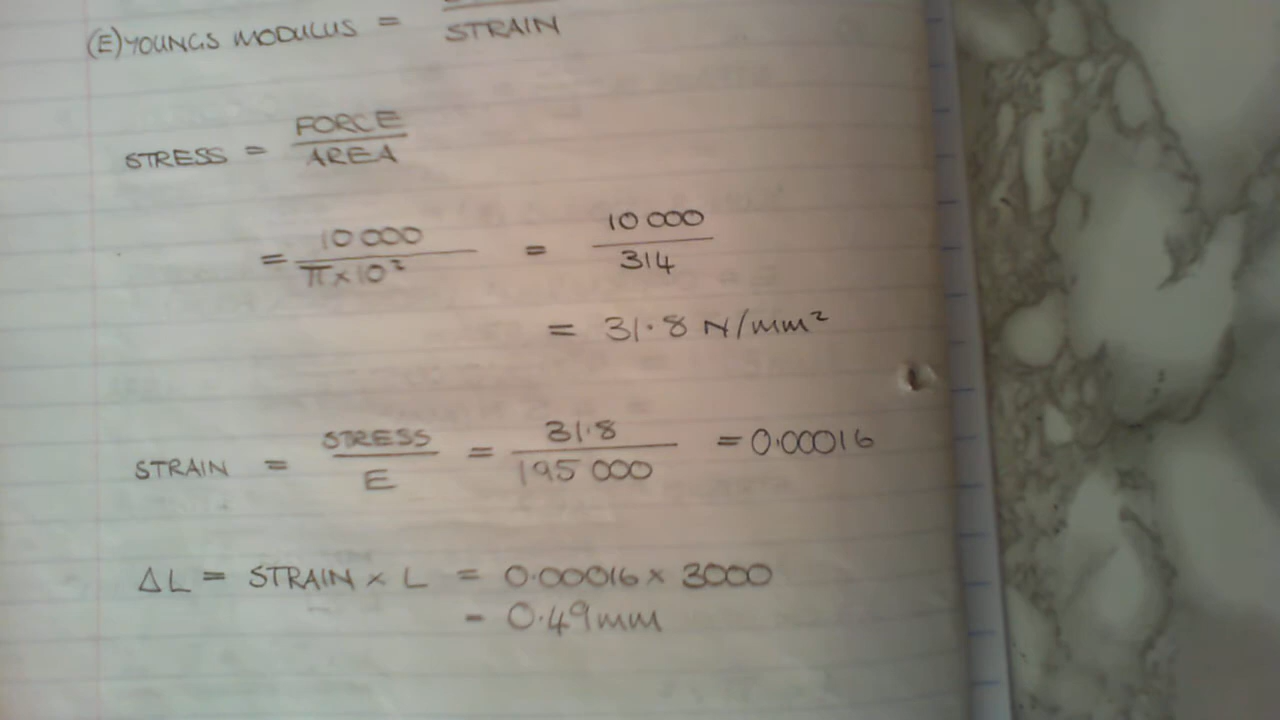 (E) YOUNGS MODULUS = 
STRAIN
STRESS = FORCE / AREA
= 10 000 / π × 10² = 10 000 / 314
= 31.8 N/mm²
STRAIN = STRESS / E = 31.8 / 195 000 = 0.00016
ΔL = STRAIN × L = 0.00016 × 3000
= 0.49mm